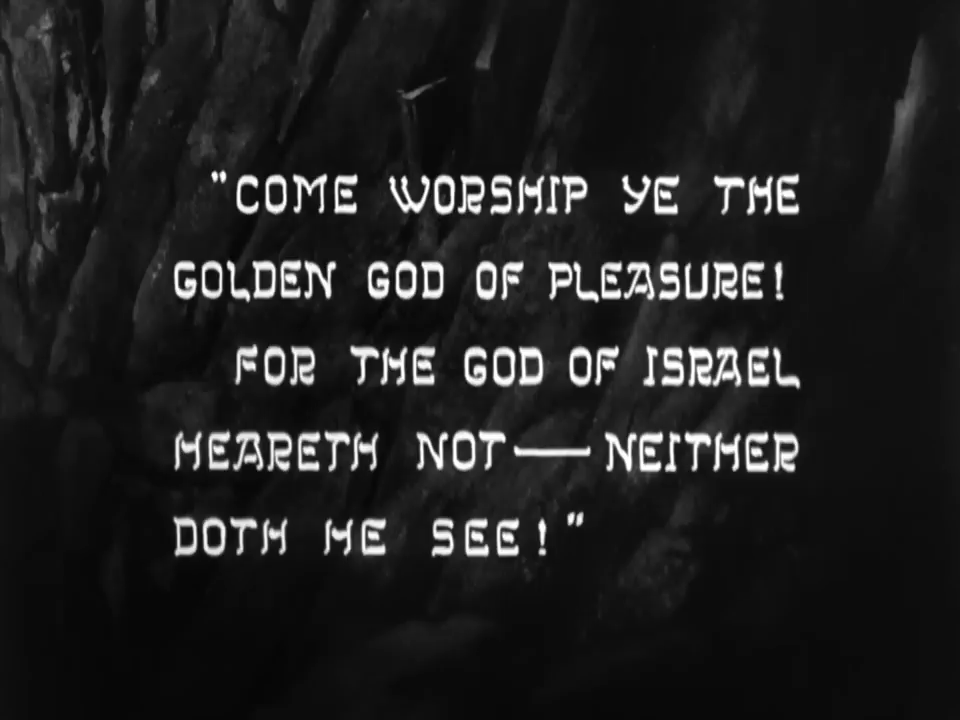 "COME WORSHIP YE THE
GOLDEN GOD OF PLEASURE!
FOR THE GOD OF ISRAEL
HEARETH NOT — NEITHER
DOTH HE SEE!"